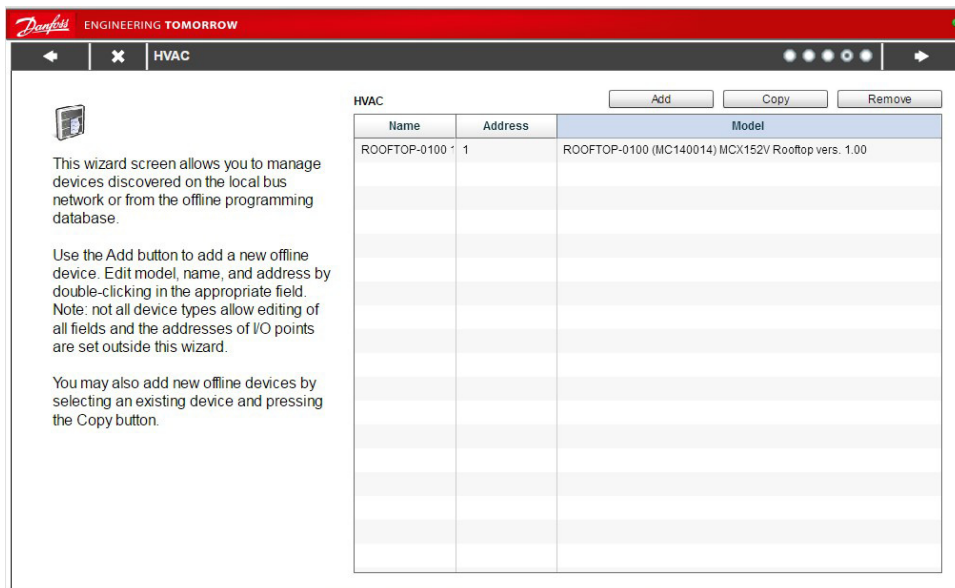 Danfoss ENGINEERING TOMORROW
HVAC
This wizard screen allows you to manage
devices discovered on the local bus
network or from the offline programming
database.
Use the Add button to add a new offline
device. Edit model, name, and address by
double-clicking in the appropriate field.
Note: not all device types allow editing of
all fields and the addresses of I/O points
are set outside this wizard.
You may also add new offline devices by
selecting an existing device and pressing
the Copy button.
HVAC Add Copy Remove
Name Address Model
ROOFTOP-0100 1 1 ROOFTOP-0100 (MC140014) MCX152V Rooftop vers. 1.00